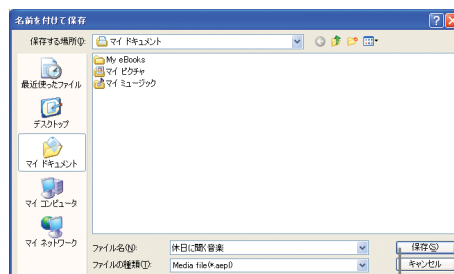 名前を付けて保存
保存する場所(I): マイ ドキュメント
My eBooks
マイ ピクチャ
マイ ミュージック
最近使ったファイル
デスクトップ
マイ ドキュメント
マイ コンピュータ
マイ ネットワーク
ファイル名(N): 休日に聞く音楽 保存(S)
ファイルの種類(T): Media file(*.aepl) キャンセル